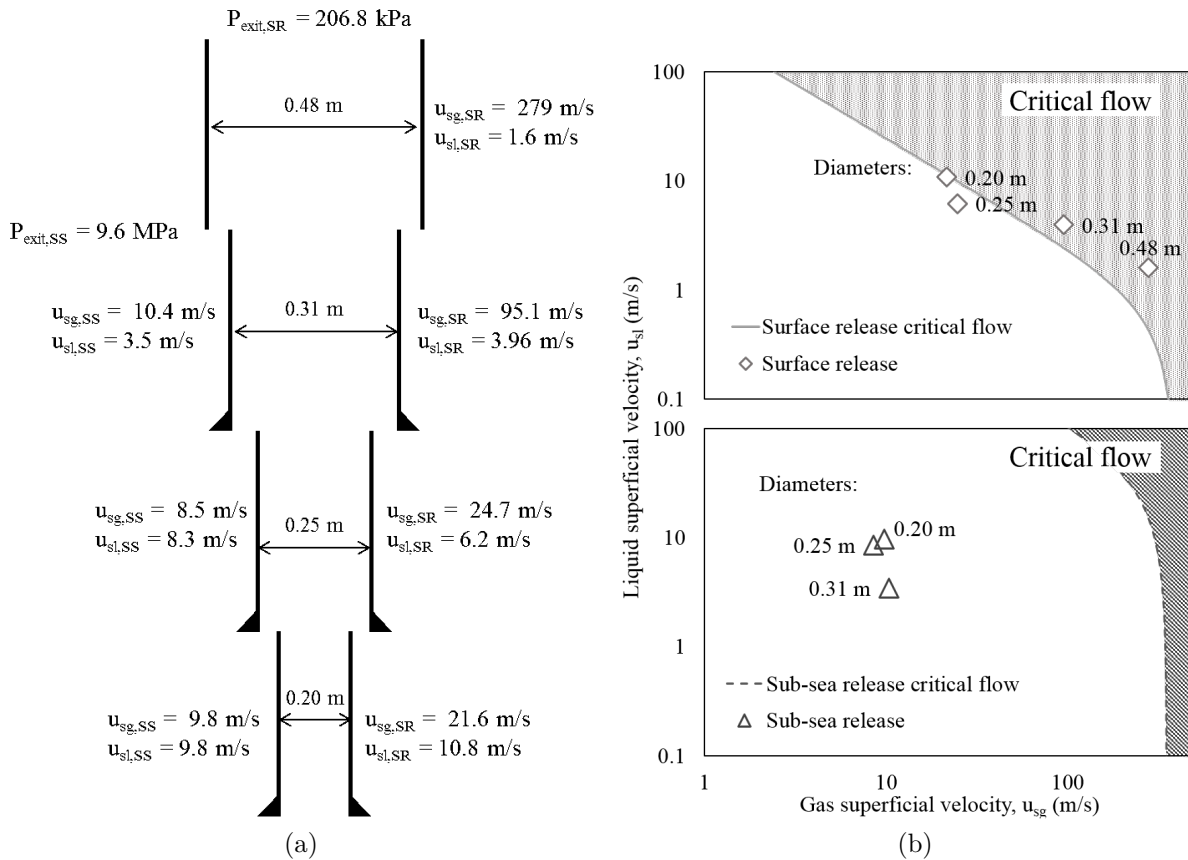 P_exit,SR = 206.8 kPa
0.48 m
u_sg,SR = 279 m/s
u_sl,SR = 1.6 m/s
P_exit,SS = 9.6 MPa
u_sg,SS = 10.4 m/s
u_sl,SS = 3.5 m/s
0.31 m
u_sg,SR = 95.1 m/s
u_sl,SR = 3.96 m/s
u_sg,SS = 8.5 m/s
u_sl,SS = 8.3 m/s
0.25 m
u_sg,SR = 24.7 m/s
u_sl,SR = 6.2 m/s
u_sg,SS = 9.8 m/s
u_sl,SS = 9.8 m/s
0.20 m
u_sg,SR = 21.6 m/s
u_sl,SR = 10.8 m/s
(a)
Liquid superficial velocity, u_sl (m/s)
100
10
1
0.1
Critical flow
Diameters:
0.20 m
0.25 m
0.31 m
0.48 m
Surface release critical flow
Surface release
100
10
1
0.1
Critical flow
Diameters:
0.20 m
0.25 m
0.31 m
Sub-sea release critical flow
Sub-sea release
1
10
100
Gas superficial velocity, u_sg (m/s)
(b)